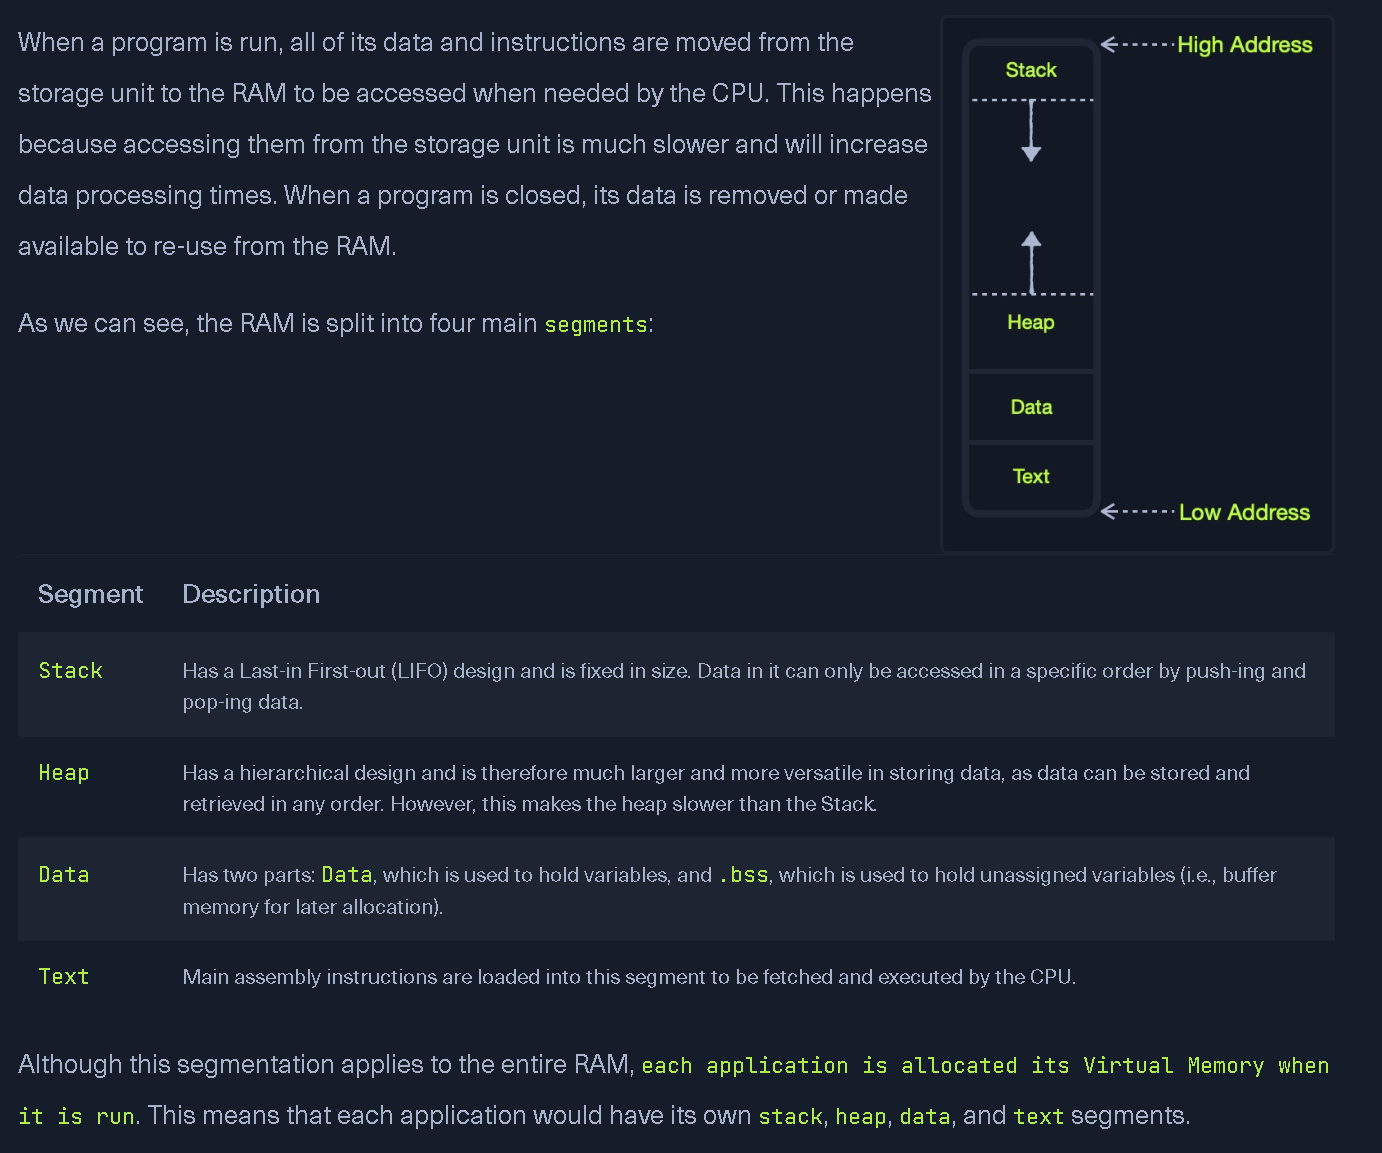 When a program is run, all of its data and instructions are moved from the
storage unit to the RAM to be accessed when needed by the CPU. This happens
because accessing them from the storage unit is much slower and will increase
data processing times. When a program is closed, its data is removed or made
available to re-use from the RAM.
As we can see, the RAM is split into four main segments:
High Address
Stack
Heap
Data
Text
Low Address
Segment Description
Stack Has a Last-in First-out (LIFO) design and is fixed in size. Data in it can only be accessed in a specific order by push-ing and
pop-ing data.
Heap Has a hierarchical design and is therefore much larger and more versatile in storing data, as data can be stored and
retrieved in any order. However, this makes the heap slower than the Stack.
Data Has two parts: Data, which is used to hold variables, and .bss, which is used to hold unassigned variables (i.e., buffer
memory for later allocation).
Text Main assembly instructions are loaded into this segment to be fetched and executed by the CPU.
Although this segmentation applies to the entire RAM, each application is allocated its Virtual Memory when
it is run. This means that each application would have its own stack, heap, data, and text segments.